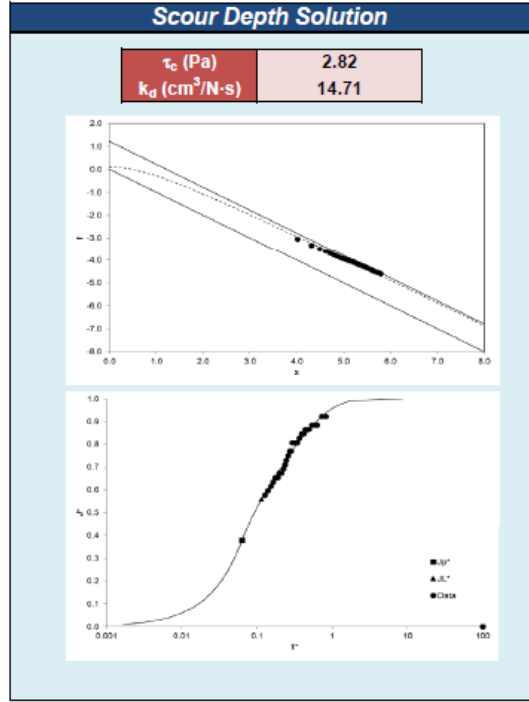 Scour Depth Solution
τc (Pa) 2.82
kd (cm³/N·s) 14.71
2.0
1.0
0.0
-1.0
-2.0
-3.0
-4.0
-5.0
-6.0
-7.0
-8.0
f
0.0 1.0 2.0 3.0 4.0 5.0 6.0 7.0 8.0
x
1.0
0.9
0.8
0.7
0.6
0.5
0.4
0.3
0.2
0.1
0.0
J*
Jp*
JL*
Data
0.001 0.01 0.1 1 10 100
T*